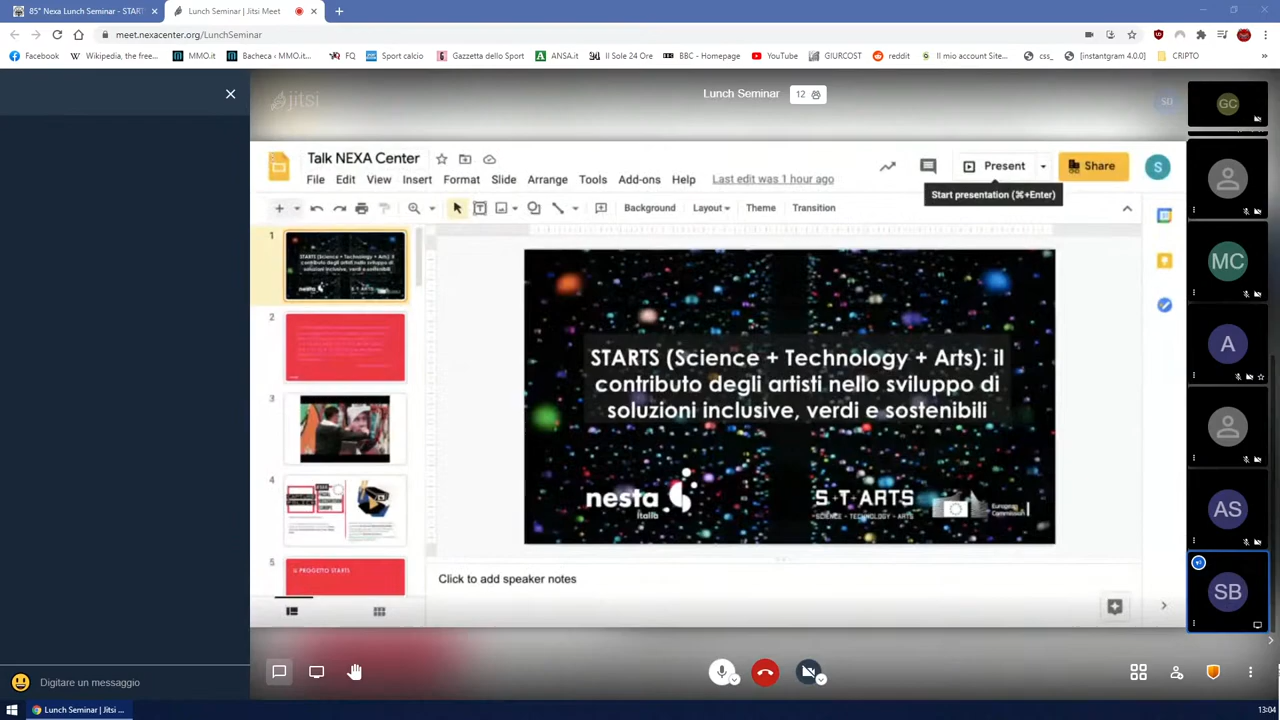 85° Nexa Lunch Seminar - START
Lunch Seminar | Jitsi Meet
meet.nexacenter.org/LunchSeminar
Facebook
Wikipedia, the free...
MMO.it
Bacheca ‹ MMO.it...
FQ
Sport calcio
Gazzetta dello Sport
ANSA.it
Il Sole 24 Ore
BBC - Homepage
YouTube
GIURCOST
Il mio account Site...
reddit
css_
[instantgram 4.0.0]
CRIPTO
jitsi
Lunch Seminar 12
SB
GC
Talk NEXA Center
File Edit View Insert Format Slide Arrange Tools Add-ons Help Last edit was 1 hour ago
Present
Share
S
Start presentation (⌘+Enter)
Background Layout Theme Transition
1
STARTS (Science + Technology + Arts): il
contributo degli artisti nello sviluppo di
soluzioni inclusive, verdi e sostenibili
nesta
S+T+ARTS
2
3
4
5
IL PROGETTO STARTS
STARTS (Science + Technology + Arts): il
contributo degli artisti nello sviluppo di
soluzioni inclusive, verdi e sostenibili
nesta
italia
S+T+ARTS
SCIENCE + TECHNOLOGY + ARTS
European
Commission
Click to add speaker notes
MC
A
AS
SB
Digitare un messaggio
Lunch Seminar | Jitsi ...
13:04